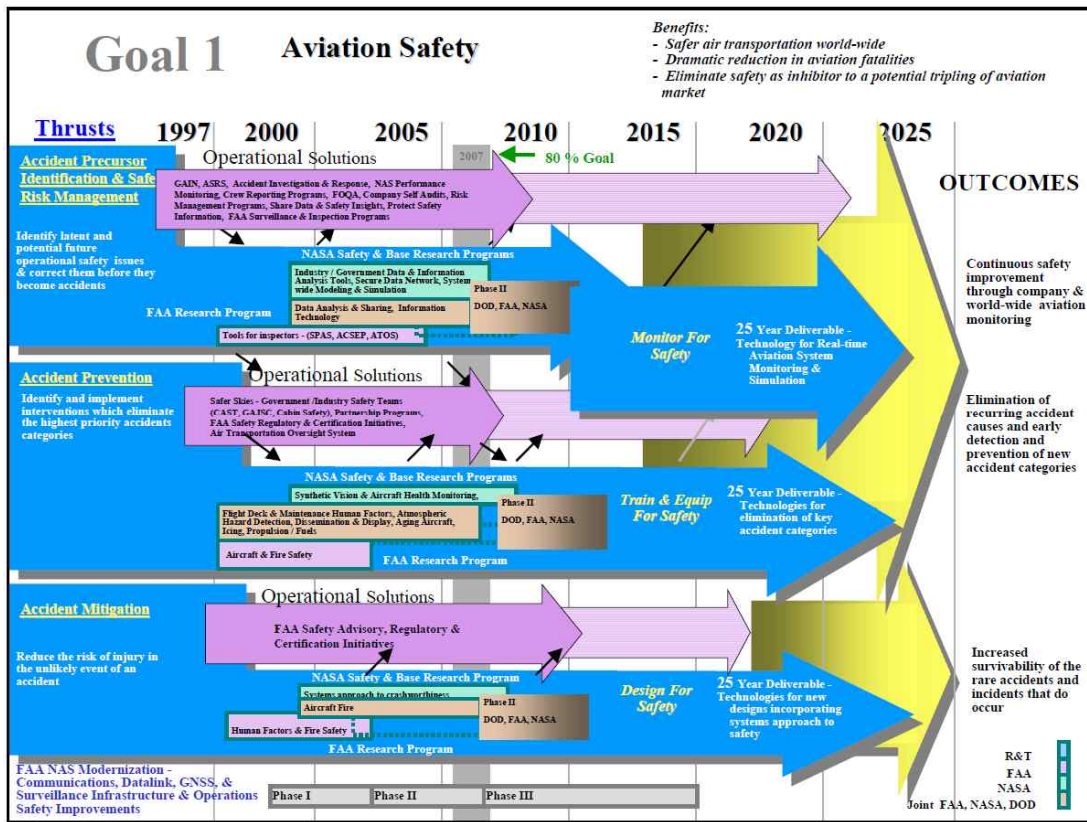 Goal 1
Aviation Safety
Benefits:
- Safer air transportation world-wide
- Dramatic reduction in aviation fatalities
- Eliminate safety as inhibitor to a potential tripling of aviation
market
Thrusts
1997 2000 2005 2010 2015 2020 2025
Accident Precursor
Identification & Safe
Risk Management
Identify latent and
potential future
operational safety issues
& correct them before they
become accidents
Operational Solutions
2007
80 % Goal
GAIN, ASRS, Accident Investigation & Response, NAS Performance
Monitoring, Crew Reporting Programs, FOQA, Company Self Audits, Risk
Management Programs, Share Data & Safety Insights, Protect Safety
Information, FAA Surveillance & Inspection Programs
NASA Safety & Base Research Programs
Industry / Government Data & Information
Analysis Tools, Secure Data Network, System
wide Modeling & Simulation
FAA Research Program
Data Analysis & Sharing, Information
Technology
Tools for inspectors - (SPAS, ACSEP, ATOS)
Phase II
DOD, FAA, NASA
Monitor For
Safety
25 Year Deliverable -
Technology for Real-time
Aviation System
Monitoring &
Simulation
OUTCOMES
Continuous safety
improvement
through company &
world-wide aviation
monitoring
Accident Prevention
Identify and implement
interventions which eliminate
the highest priority accidents
categories
Operational Solutions
Safer Skies - Government /Industry Safety Teams
(CAST, GAJSC, Cabin Safety), Partnership Programs,
FAA Safety Regulatory & Certification Initiatives,
Air Transportation Oversight System
NASA Safety & Base Research Programs
Synthetic Vision & Aircraft Health Monitoring,
Flight Deck & Maintenance Human Factors, Atmospheric
Hazard Detection, Dissemination & Display, Aging Aircraft,
Icing, Propulsion / Fuels
Aircraft & Fire Safety
FAA Research Program
Phase II
DOD, FAA, NASA
Train & Equip
For Safety
25 Year Deliverable -
Technologies for
elimination of key
accident categories
Elimination of
recurring accident
causes and early
detection and
prevention of new
accident categories
Accident Mitigation
Reduce the risk of injury in
the unlikely event of an
accident
Operational Solutions
FAA Safety Advisory, Regulatory &
Certification Initiatives
NASA Safety & Base Research Program
Systems approach to crashworthiness
Aircraft Fire
Human Factors & Fire Safety
FAA Research Program
Phase II
DOD, FAA, NASA
Design For
Safety
25 Year Deliverable -
Technologies for new
designs incorporating
systems approach to
safety
Increased
survivability of the
rare accidents and
incidents that do
occur
FAA NAS Modernization -
Communications, Datalink, GNSS, &
Surveillance Infrastructure & Operations
Safety Improvements
Phase I Phase II Phase III
R&T
FAA
NASA
Joint FAA, NASA, DOD